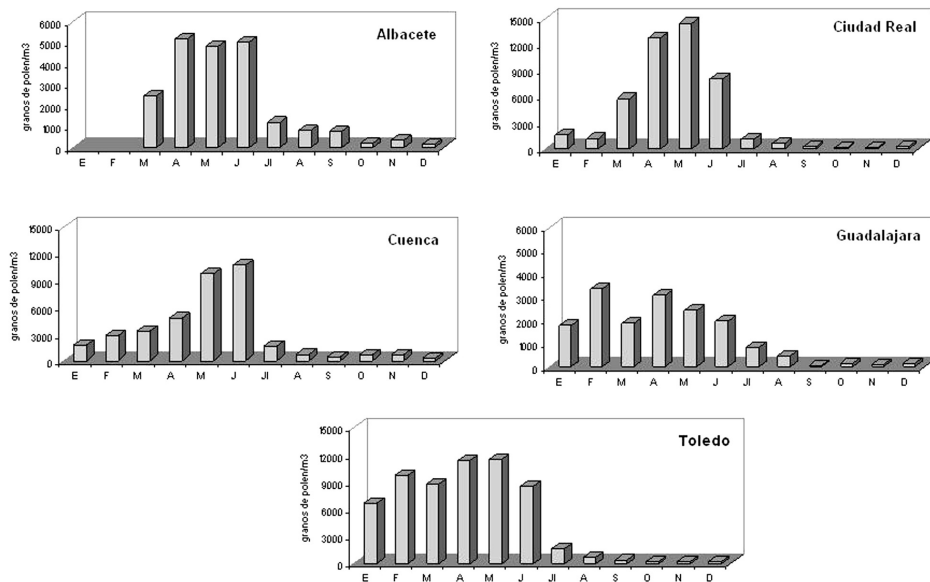 Albacete
granos de polen/m3
6000
5000
4000
3000
2000
1000
0
E F M A M J Jl A S O N D
Ciudad Real
granos de polen/m3
15000
12000
9000
6000
3000
0
E F M A M J Jl A S O N D
Cuenca
granos de polen/m3
15000
12000
9000
6000
3000
0
E F M A M J Jl A S O N D
Guadalajara
granos de polen/m3
6000
5000
4000
3000
2000
1000
0
E F M A M J Jl A S O N D
Toledo
granos de polen/m3
15000
12000
9000
6000
3000
0
E F M A M J Jl A S O N D